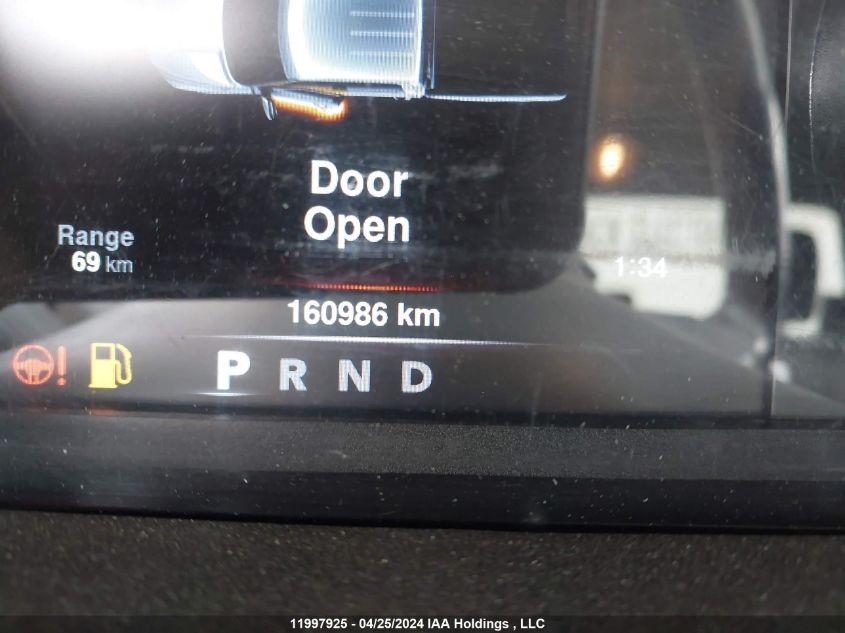 Door
Open
Range
69 km
1:34
160986 km
P R N D
11997925 - 04/25/2024 IAA Holdings , LLC